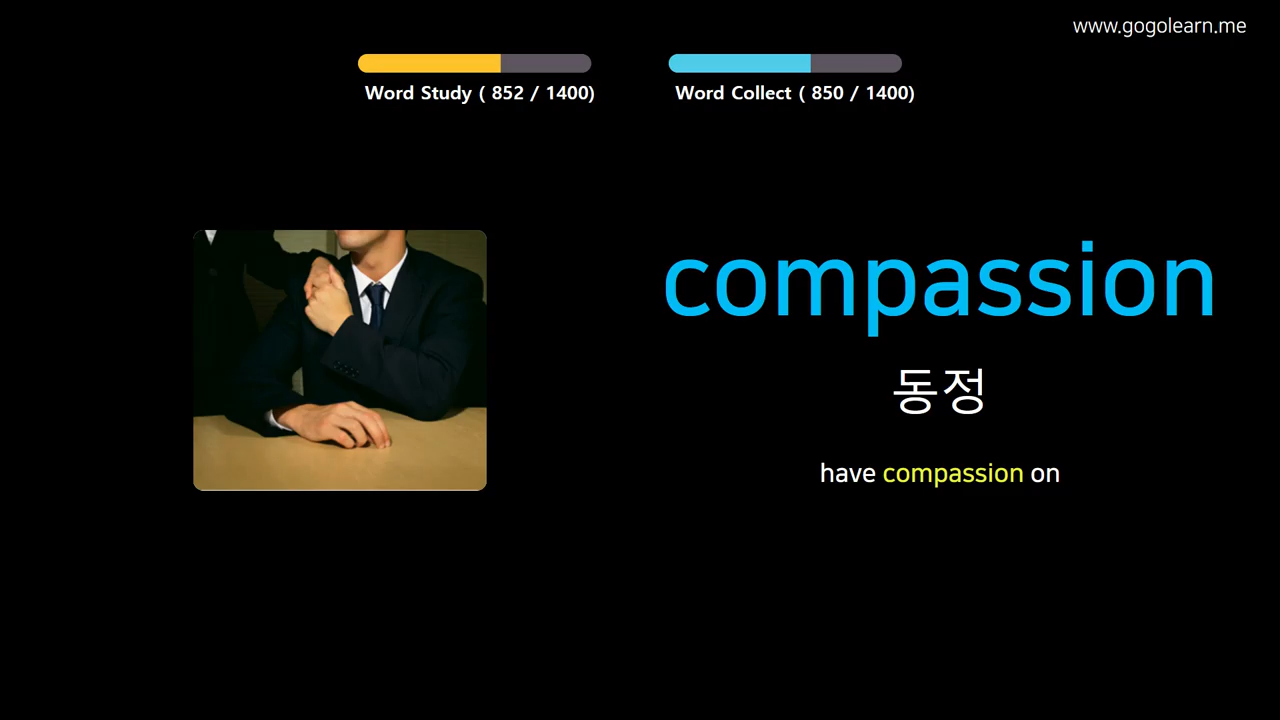 www.gogolearn.me
Word Study ( 852 / 1400)
Word Collect ( 850 / 1400)
compassion
동정
have compassion on